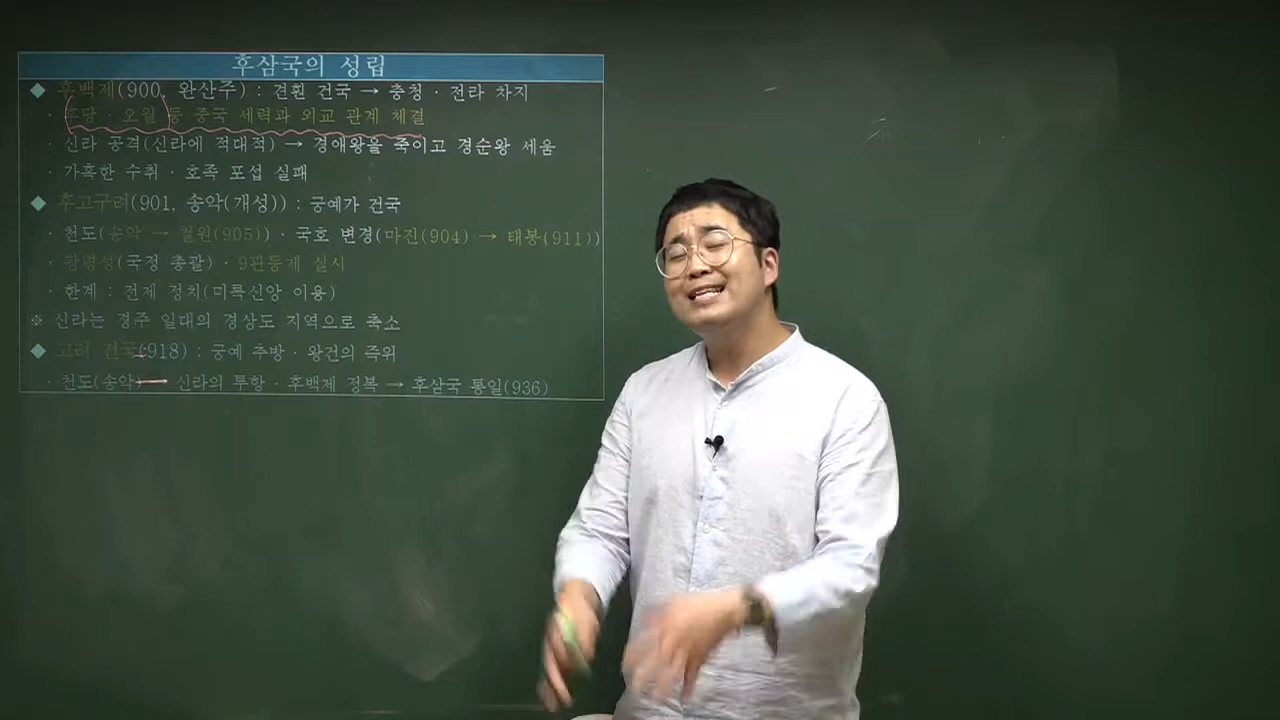 후삼국의 성립
◆ 후백제(900, 완산주) : 견훤 건국 → 충청 · 전라 차지
· 후당 · 오월 등 중국 세력과 외교 관계 체결
· 신라 공격(신라에 적대적) → 경애왕을 죽이고 경순왕 세움
· 가혹한 수취 · 호족 포섭 실패
◆ 후고구려(901, 송악(개성)) : 궁예가 건국
· 천도(송악 → 철원(905)) · 국호 변경(마진(904) → 태봉(911))
· 광평성(국정 총괄) · 9관등제 실시
· 한계 : 전제 정치(미륵신앙 이용)
※ 신라는 경주 일대의 경상도 지역으로 축소
◆ 고려 건국(918) : 궁예 추방 · 왕건의 즉위
· 천도(송악) 신라의 투항 · 후백제 정복 → 후삼국 통일(936)